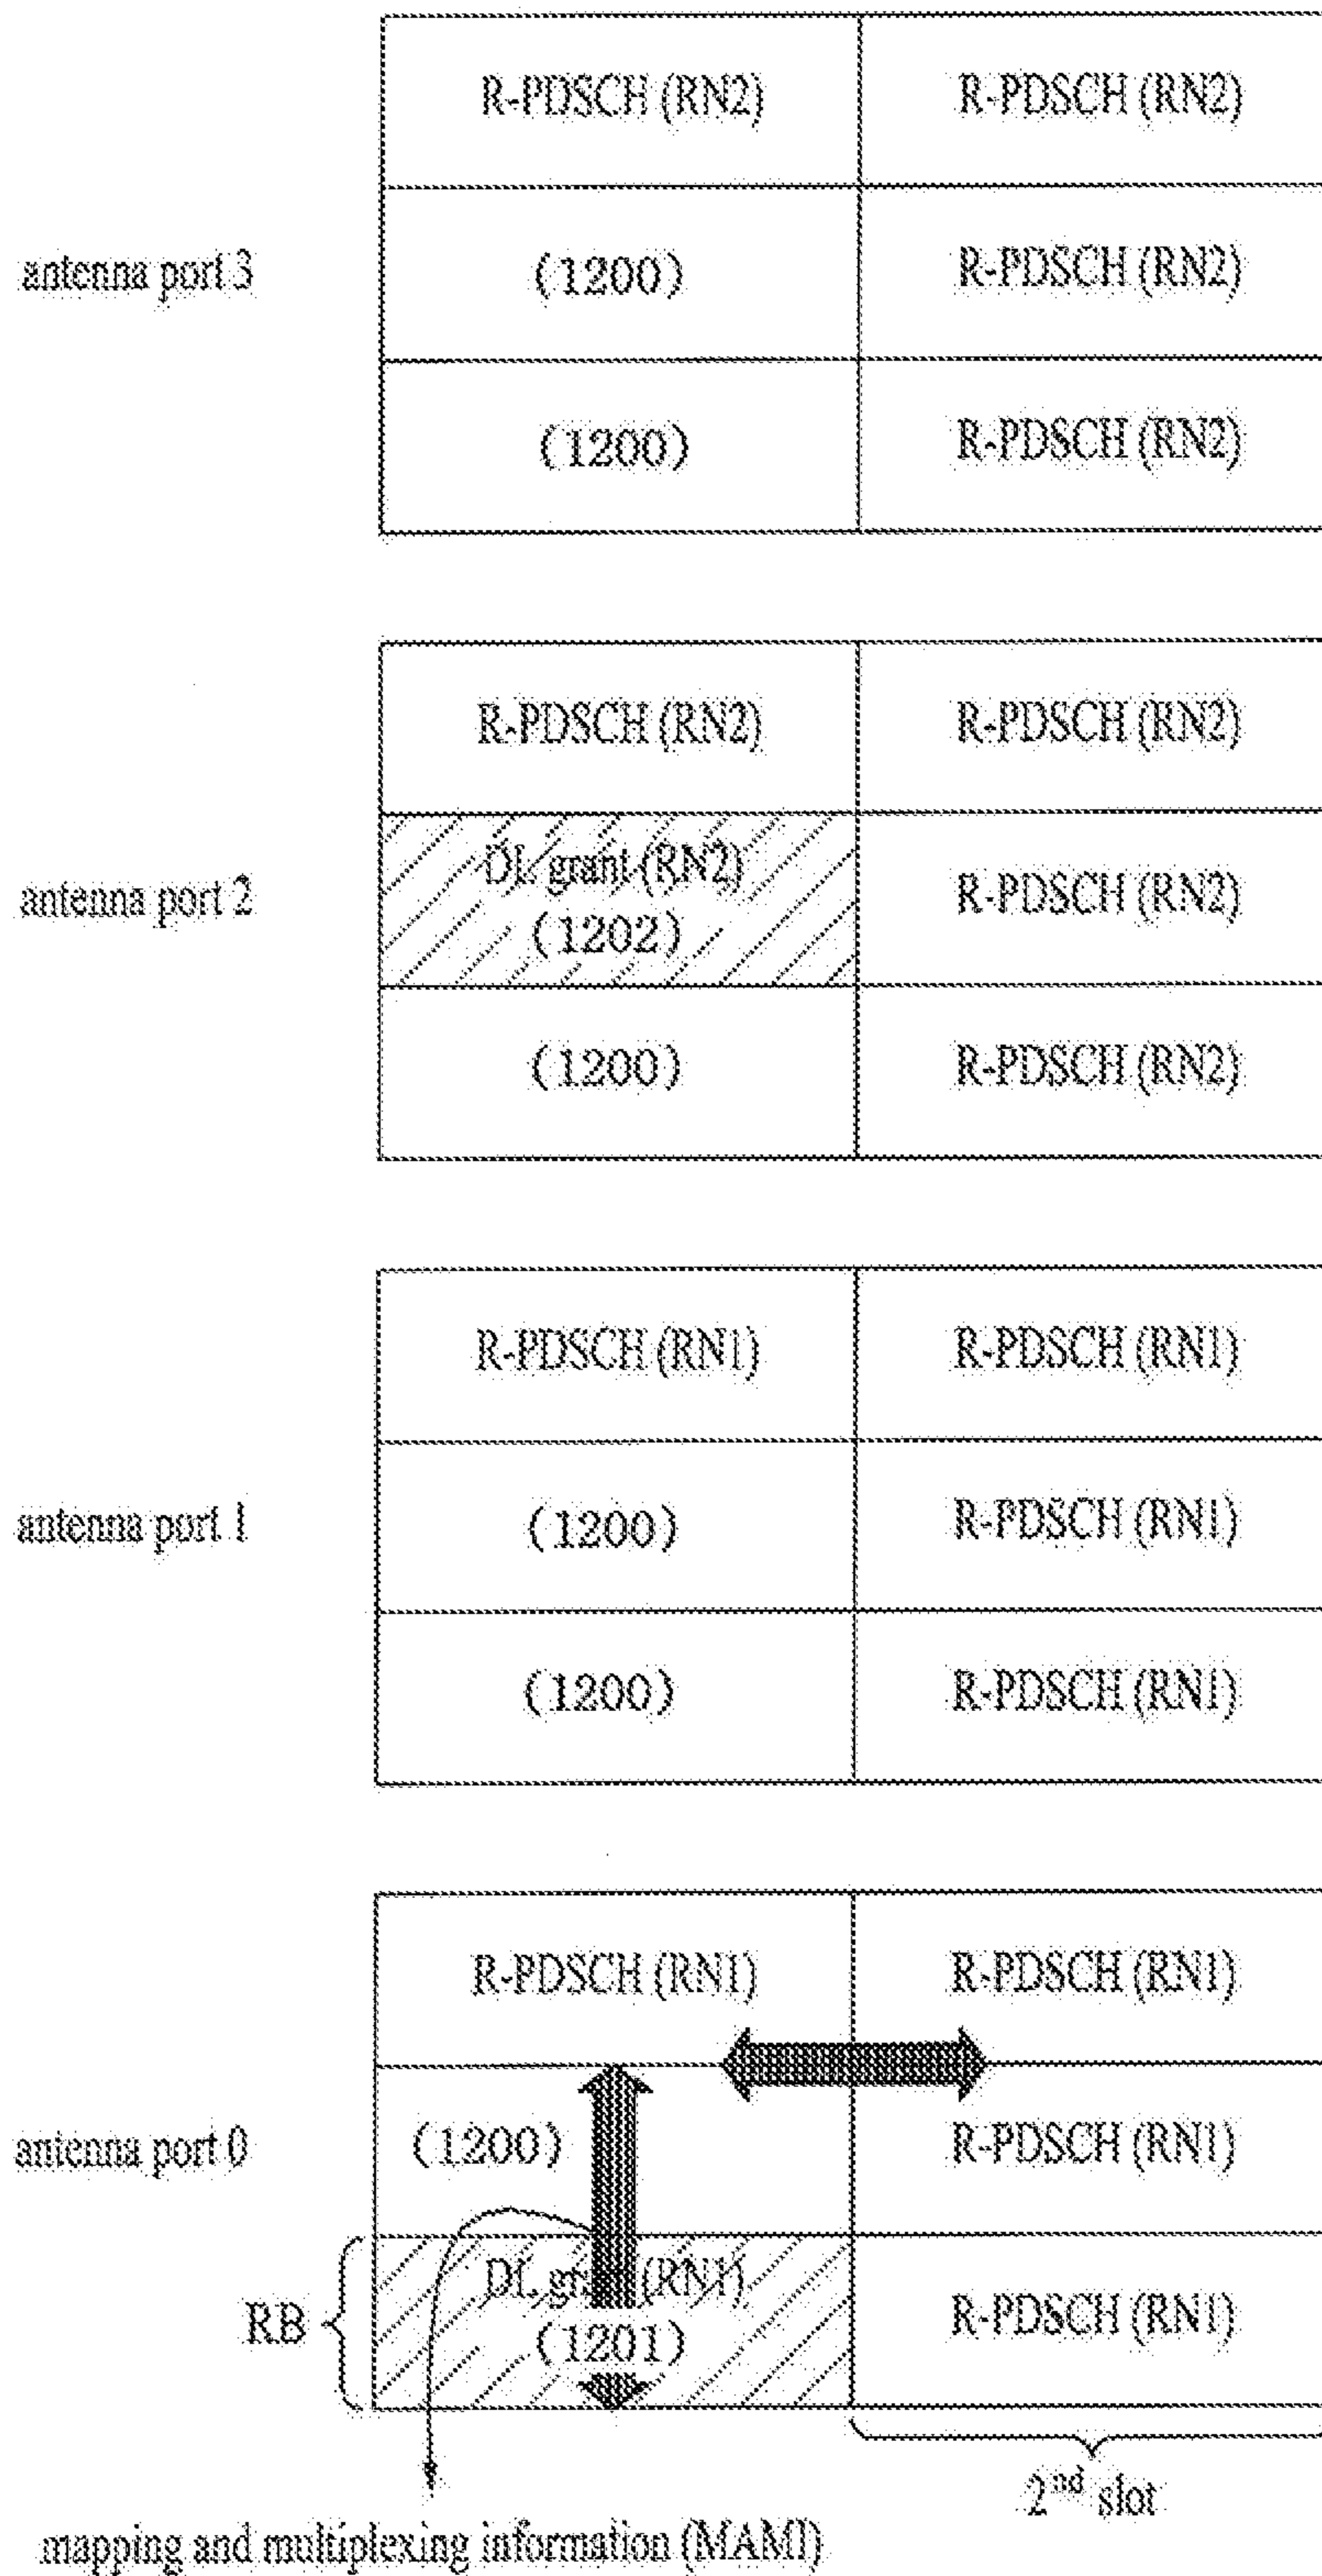 R-PDSCH (RN2) R-PDSCH (RN2)
antenna port 3 (1200) R-PDSCH (RN2)
(1200) R-PDSCH (RN2)
R-PDSCH (RN2) R-PDSCH (RN2)
DL grant (RN2)
antenna port 2 R-PDSCH (RN2)
(1202)
(1200) R-PDSCH (RN2)
R-PDSCH (RN1) R-PDSCH (RN1)
antenna port 1 (1200) R-PDSCH (RN1)
(1200) R-PDSCH (RN1)
R-PDSCH (RN1) R-PDSCH (RN1)
antenna port 0 (1200) R-PDSCH (RN1)
DL grant (RN1)
RB R-PDSCH (RN1)
(1201)
2nd slot
mapping and multiplexing information (MAMI)